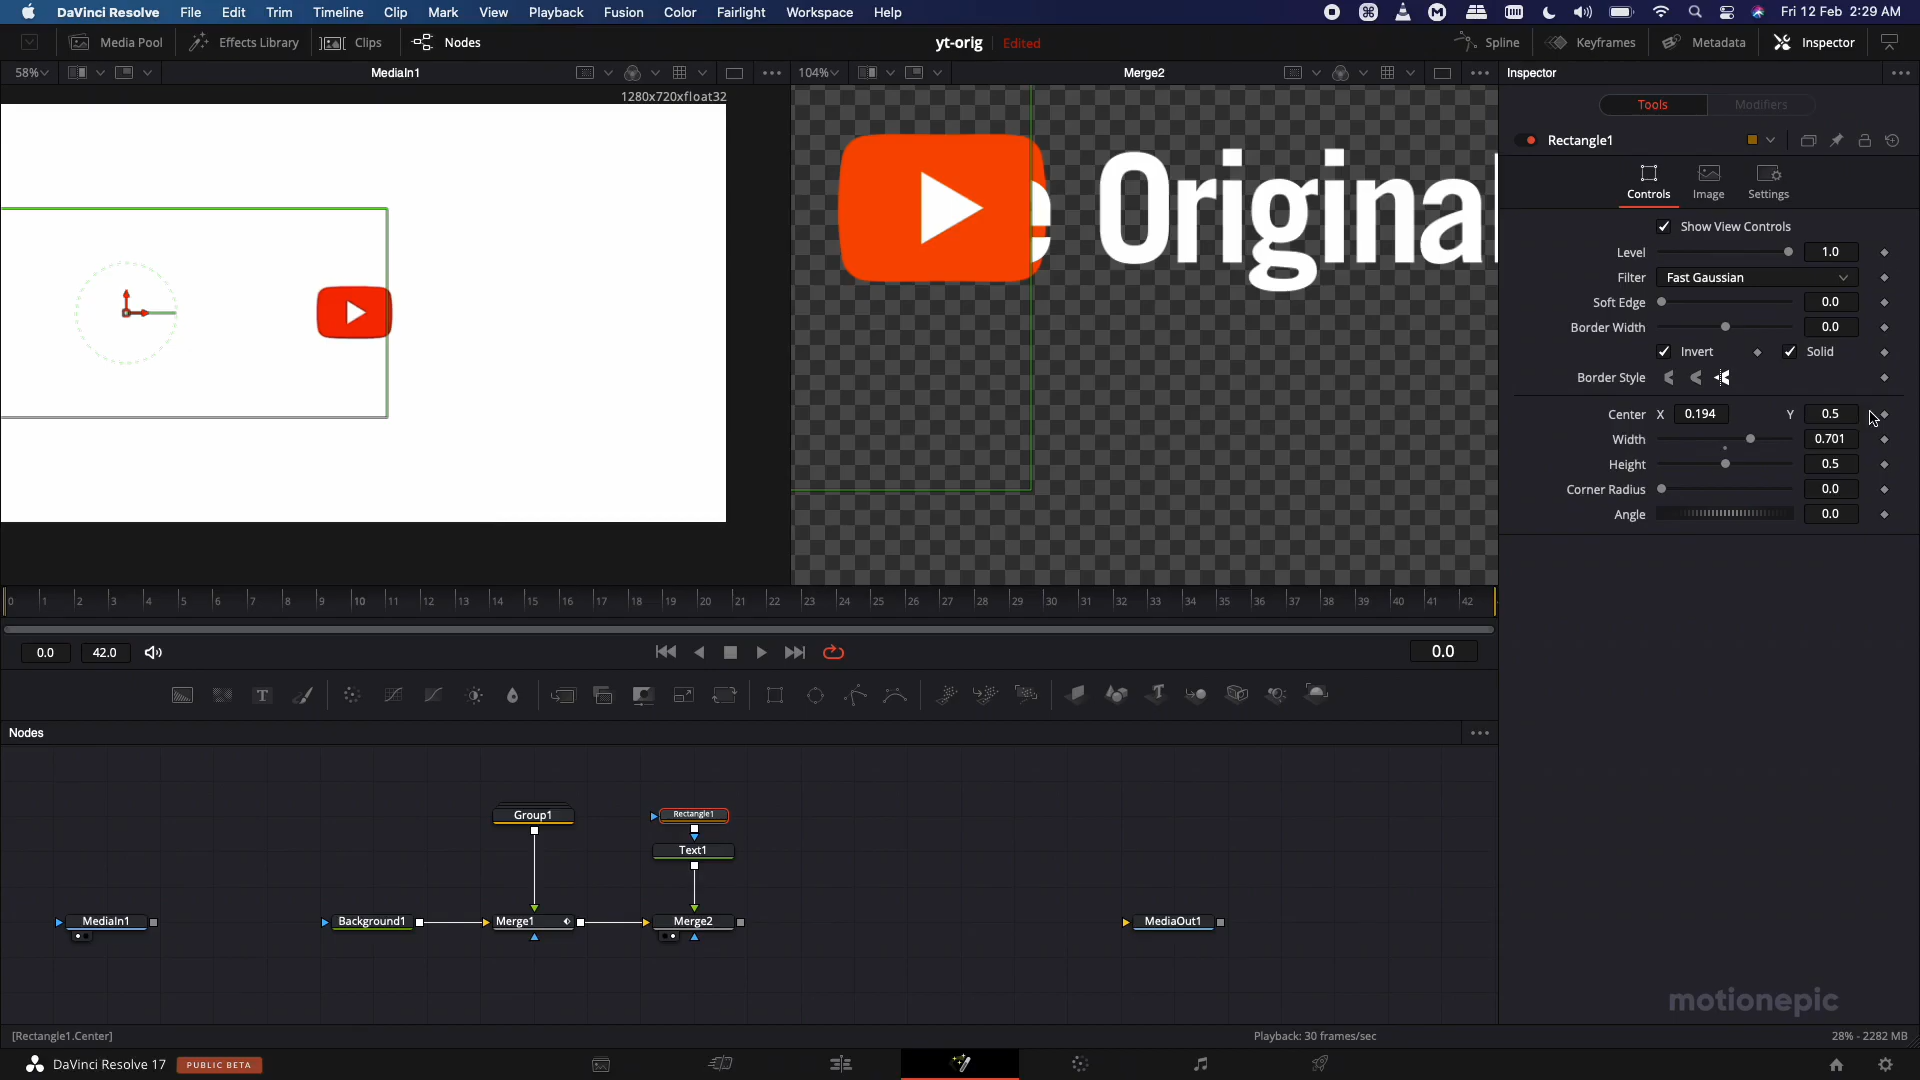 DaVinci Resolve File Edit Trim Timeline Clip Mark View Playback Fusion Color Fairlight Workspace Help Fri 12 Feb 2:29 AM
Media Pool Effects Library Clips Nodes yt-orig Edited Spline Keyframes Metadata Inspector
58% MediaIn1 104% Merge2 Inspector
1280x720xfloat32
Tools Modifiers
Rectangle1
Controls Image Settings
e Original
Show View Controls
Level 1.0
Filter Fast Gaussian
Soft Edge 0.0
Border Width 0.0
Invert Solid
Border Style
Center X 0.194 Y 0.5
Width 0.701
Height 0.5
Corner Radius 0.0
Angle 0.0
0 1 2 3 4 5 6 7 8 9 10 11 12 13 14 15 16 17 18 19 20 21 22 23 24 25 26 27 28 29 30 31 32 33 34 35 36 37 38 39 40 41 42
0.0 42.0 0.0
T
Nodes
Group1 Rectangle1
Text1
MediaIn1 Background1 Merge1 Merge2 MediaOut1
motionepic
[Rectangle1.Center] Playback: 30 frames/sec 28% - 2282 MB
DaVinci Resolve 17 PUBLIC BETA